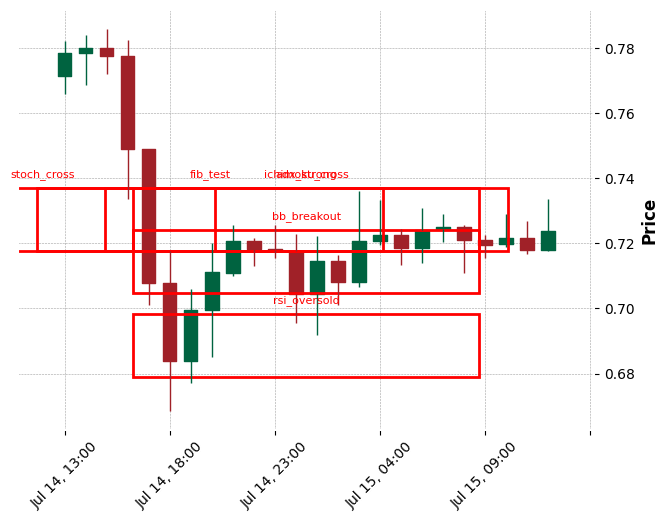 0.78
0.76
stoch_cross fib_test ichimoku_cross adx_strong 0.74
bb_breakout
0.72
rsi_oversold 0.70
0.68
Price
Jul 14, 13:00 Jul 14, 18:00 Jul 14, 23:00 Jul 15, 04:00 Jul 15, 09:00